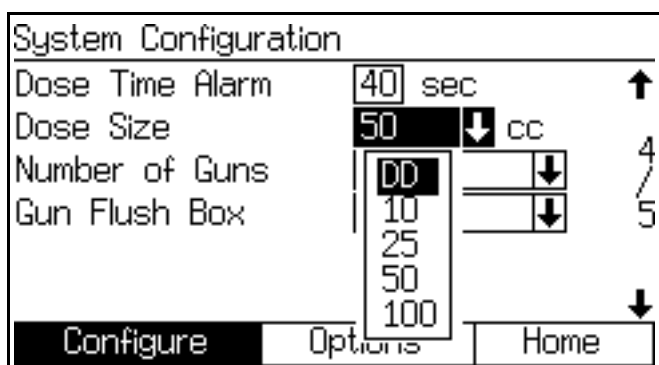 System Configuration
Dose Time Alarm 40 sec
Dose Size 50 cc
Number of Guns
Gun Flush Box
DD
10
25
50
100
4
/
5
Configure Options Home